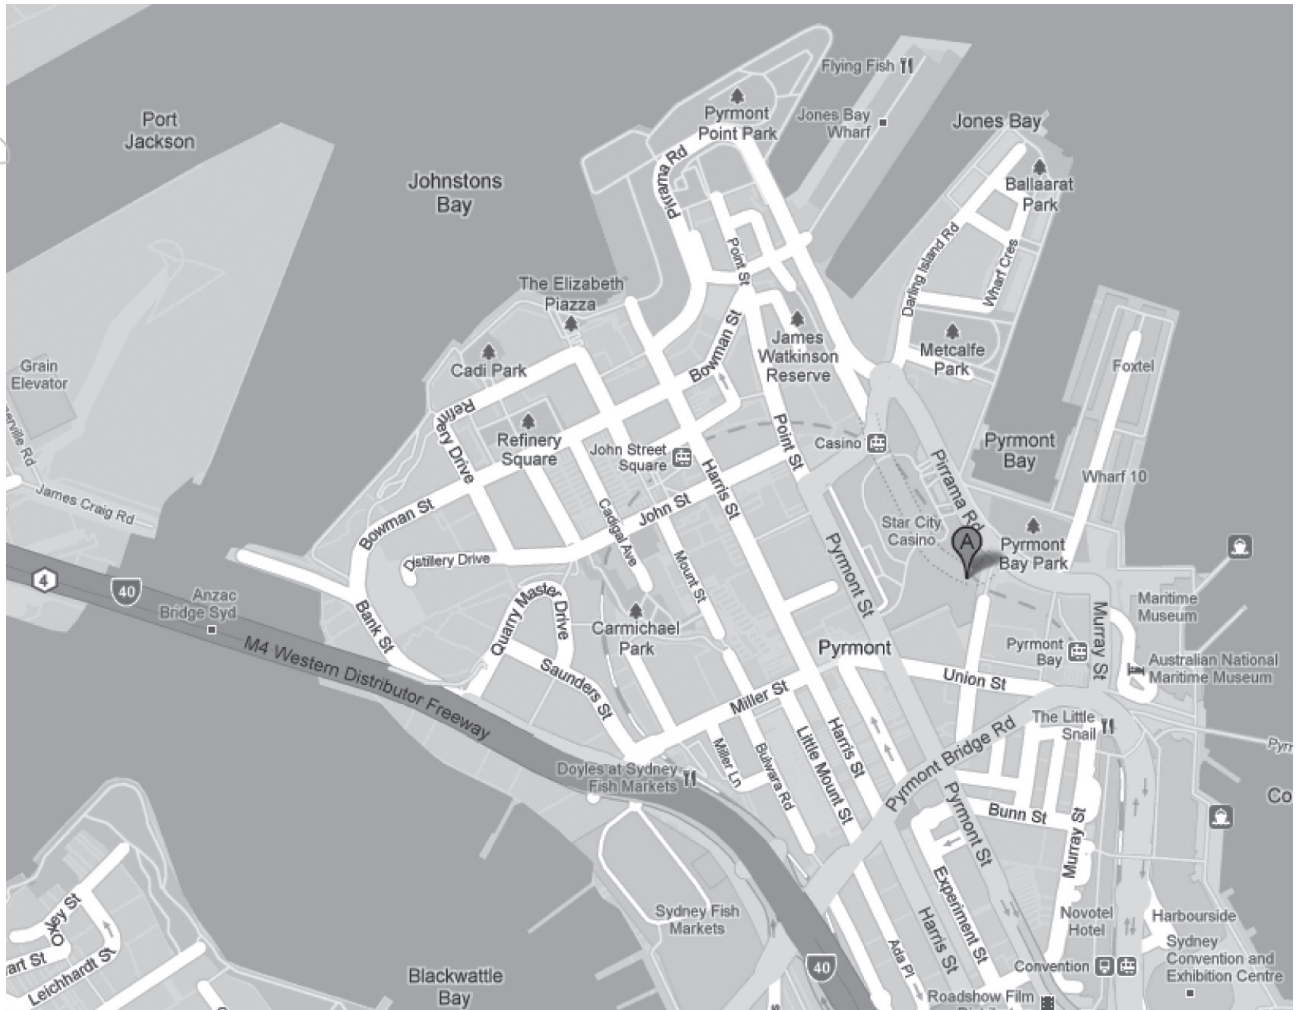 Flying Fish
Port
Jackson
Pyrmont
Point Park
Jones Bay
Wharf
Jones Bay
Johnstons
Bay
Pirrama Rd
Ballaarat
Park
Point St
Darling Island Rd
Wharf Cres
The Elizabeth
Piazza
Bowman St
James
Watkinson
Reserve
Metcalfe
Park
Grain
Elevator
Cadi Park
Foxtel
Refinery Drive
Refinery
Square
John Street
Square
Point St
Casino
Pyrmont
Bay
Harris St
Pirrama Rd
Wharf 10
James Craig Rd
Bowman St
Cadigal Ave
John St
Star City
Casino
A
Pyrmont
Bay Park
Distillery Drive
Mount St
Pyrmont St
4
40
Anzac
Bridge Syd
Bank St
Quarry Master Drive
Carmichael
Park
Pyrmont
Maritime
Museum
Murray St
Pyrmont
Bay
Australian National
Maritime Museum
M4 Western Distributor Freeway
Saunders St
Miller St
Union St
The Little
Snail
Harris St
Little Mount St
Pyrmont Bridge Rd
Doyles at Sydney
Fish Markets
Miller Ln
Bulwara Rd
Co
Pyrmont St
Bunn St
Murray St
Experiment St
Sydney Fish
Markets
Harris St
Novotel
Hotel
Harbourside
Sydney
Convention and
Exhibition Centre
Ada Pl
40
Convention
Blackwattle
Bay
Leichhardt St
Roadshow Film